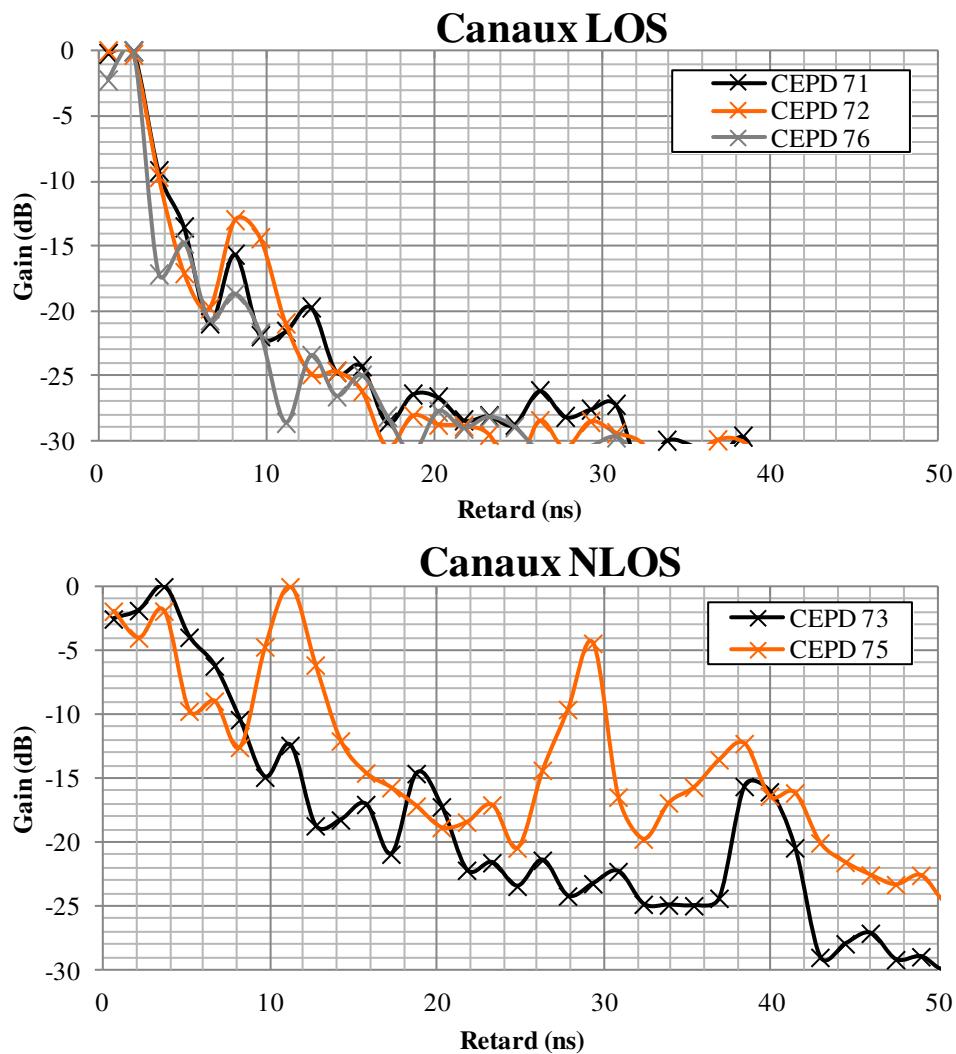 Canaux LOS
0
-5
-10
-15
-20
-25
-30
Gain (dB)
CEPD 71
CEPD 72
CEPD 76
0 10 20 30 40 50
Retard (ns)
Canaux NLOS
0
-5
-10
-15
-20
-25
-30
Gain (dB)
CEPD 73
CEPD 75
0 10 20 30 40 50
Retard (ns)